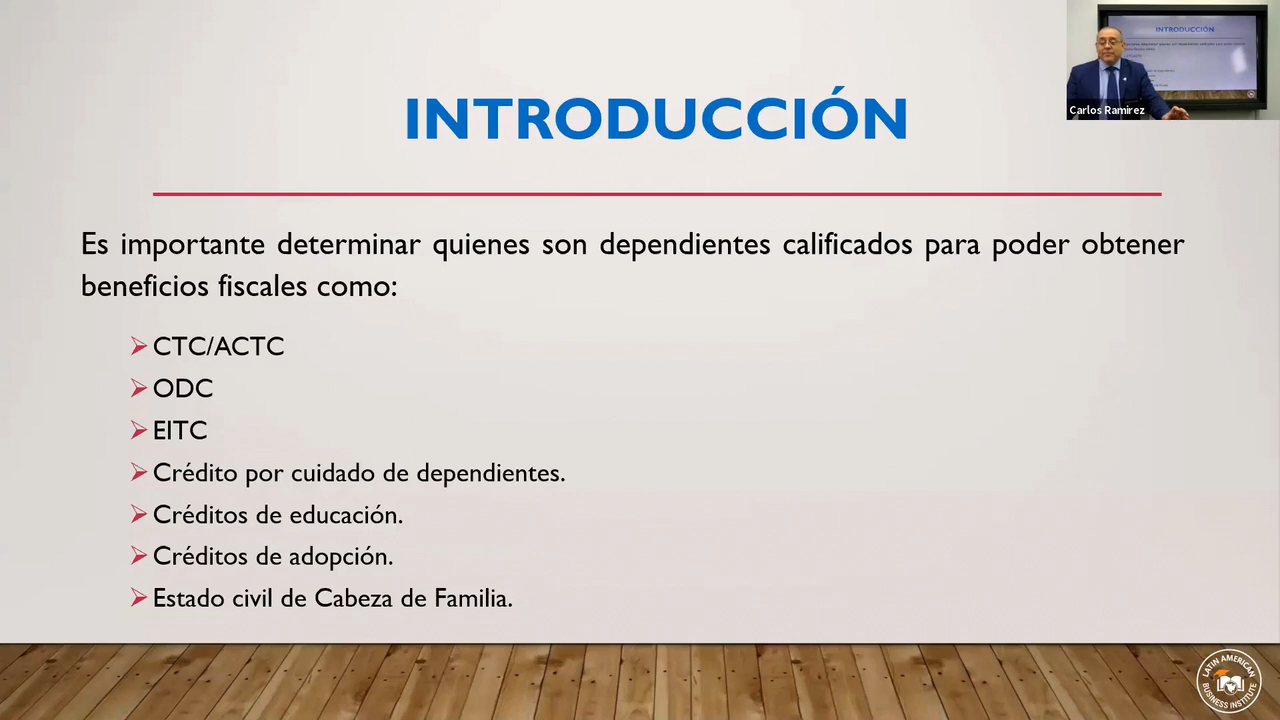 INTRODUCCIÓN
Es importante determinar quienes son dependientes calificados para poder obtener
beneficios fiscales como:
CTC/ACTC
ODC
EITC
Crédito por cuidado de dependientes.
Créditos de educación.
Créditos de adopción.
Estado civil de Cabeza de Familia.
INTRODUCCIÓN
Carlos Ramirez
LATIN AMERICAN
BUSINESS INSTITUTE